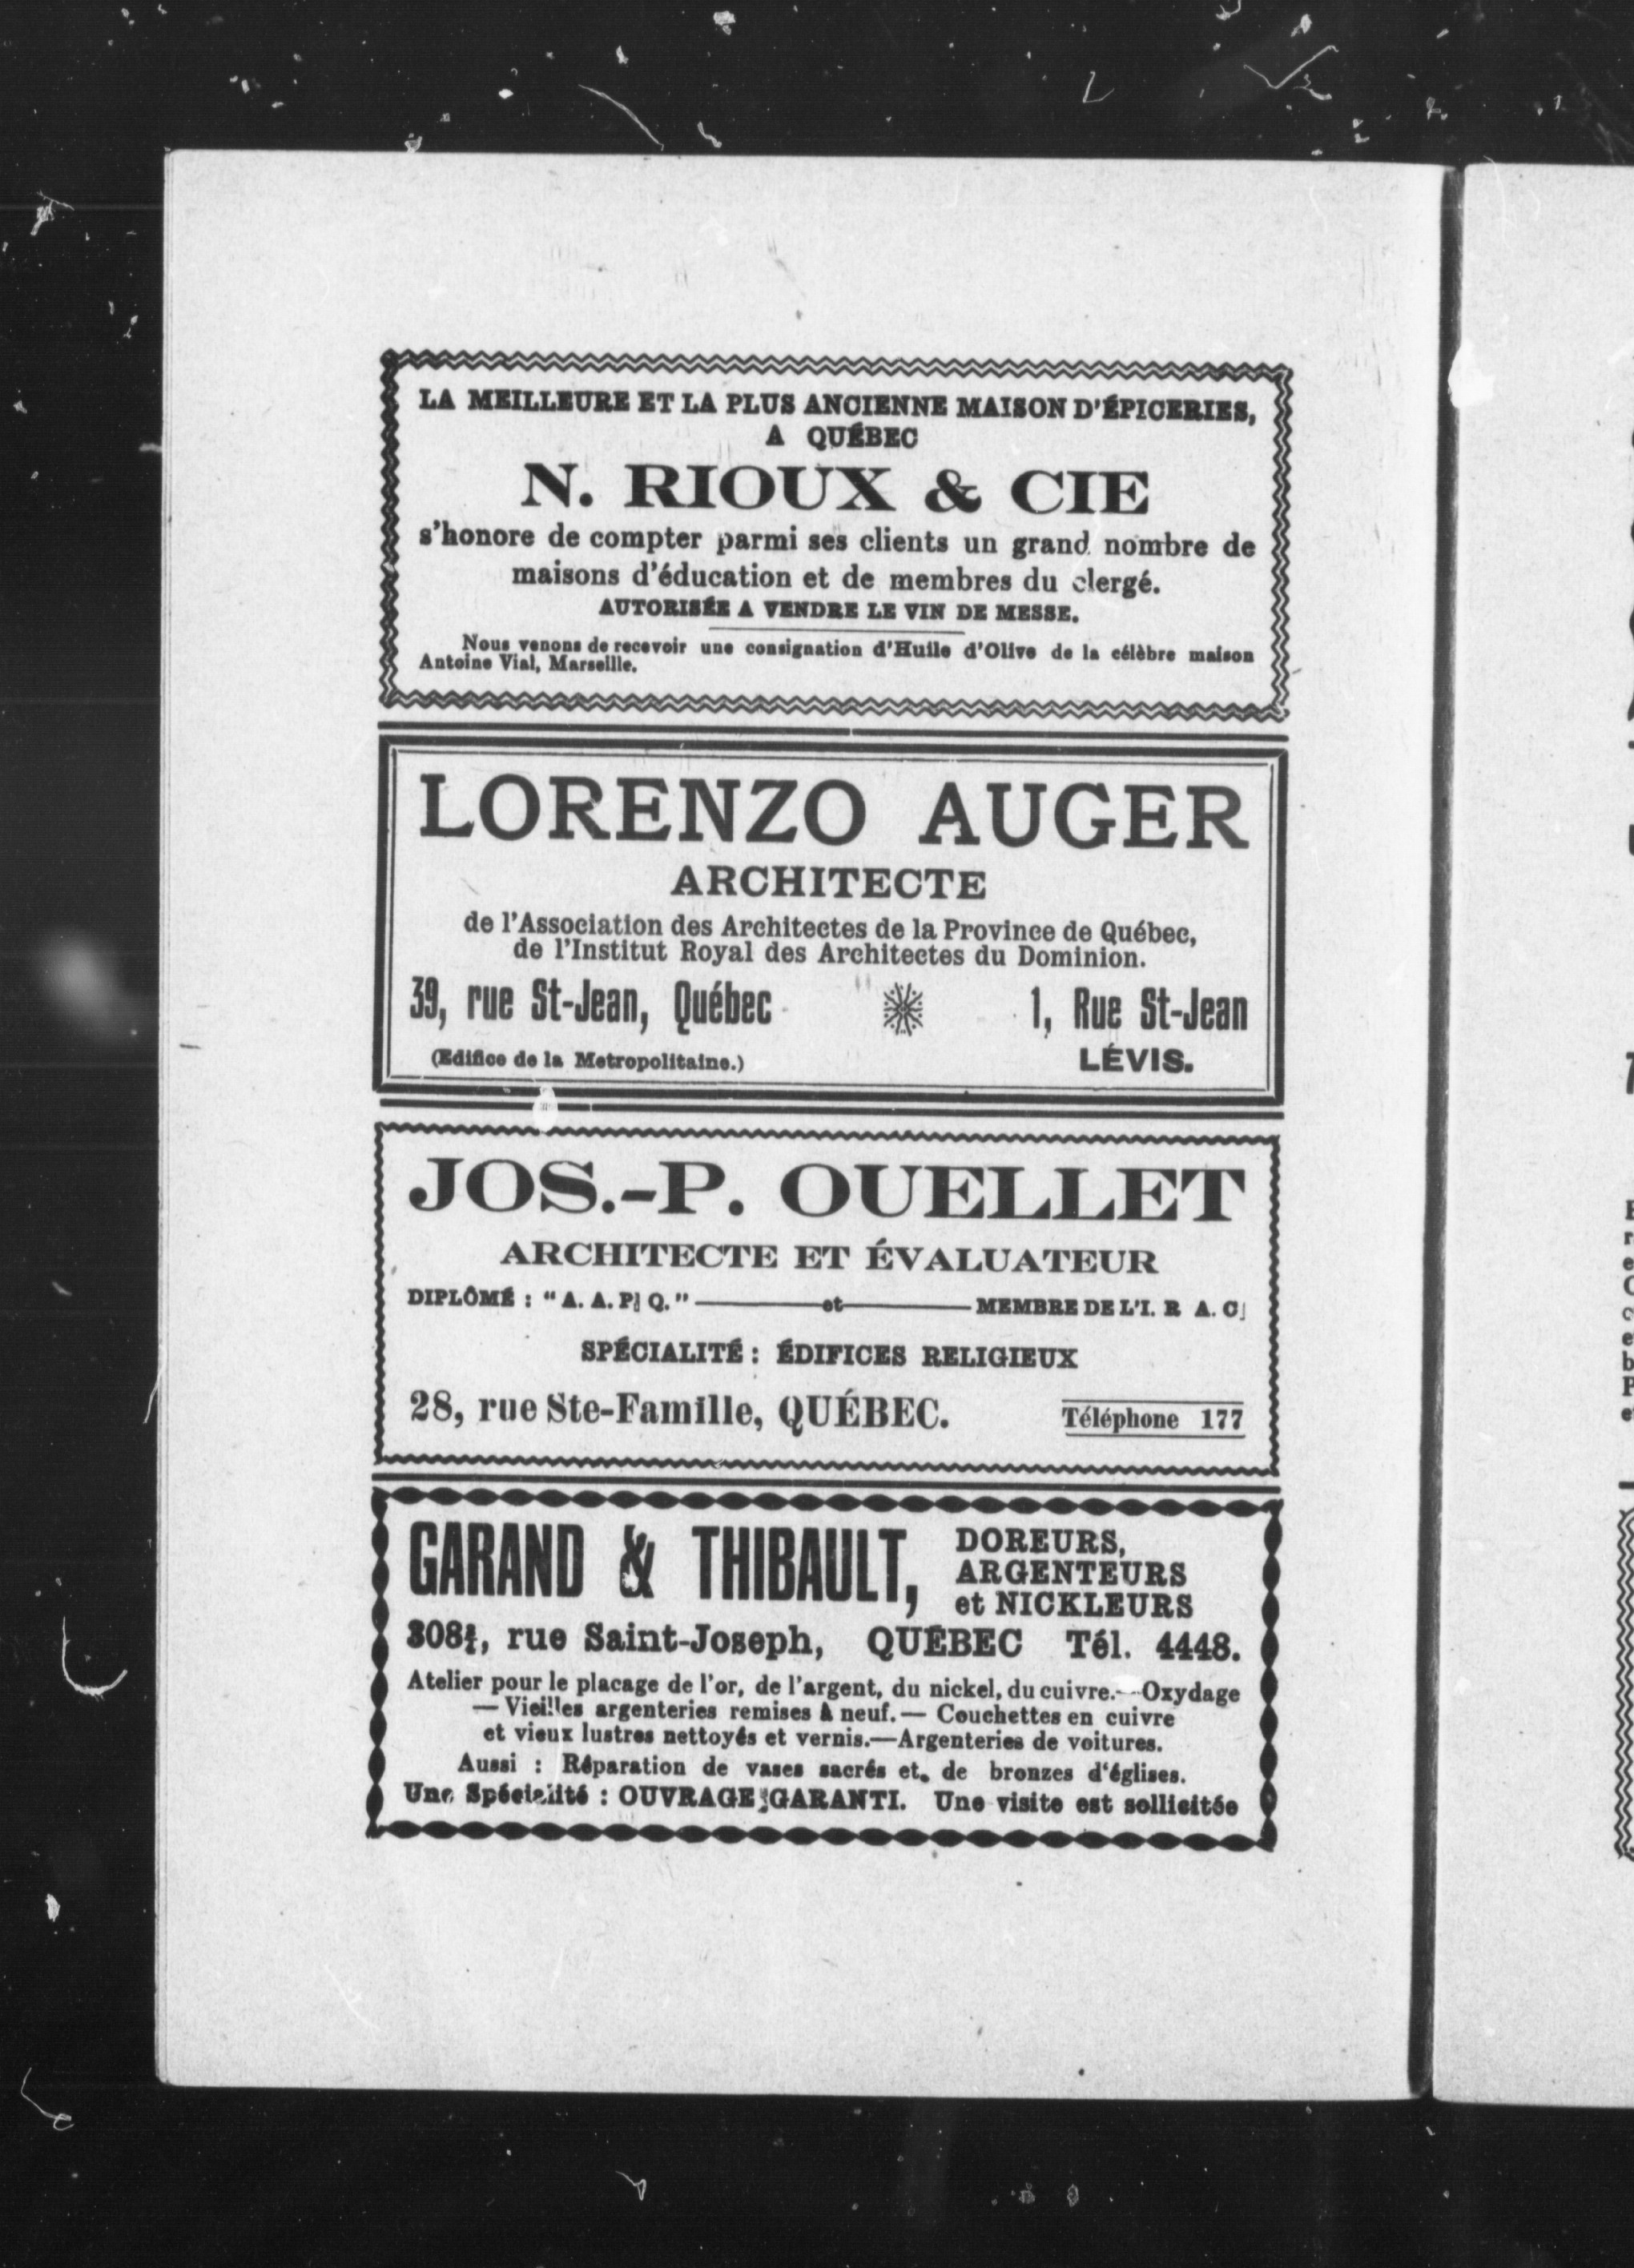 LA MEILLEURE ET LA PLUS ANCIENNE MAISON D'ÉPICERIES,
A QUÉBEC
N. RIOUX & CIE
s'honore de compter parmi ses clients un grand nombre de
maisons d'éducation et de membres du clergé.
AUTORISÉE A VENDRE LE VIN DE MESSE.
Nous venons de recevoir une consignation d'Huile d'Olive de la célèbre maison
Antoine Vial, Marseille.
LORENZO AUGER
ARCHITECTE
de l'Association des Architectes de la Province de Québec,
de l'Institut Royal des Architectes du Dominion.
39, rue St-Jean, Québec 1, Rue St-Jean
(Edifice de la Metropolitaine.) LÉVIS.
JOS.-P. OUELLET
ARCHITECTE ET ÉVALUATEUR
DIPLÔMÉ : "A. A. P. Q."—et—MEMBRE DE L'I. R A. C.
SPÉCIALITÉ : ÉDIFICES RELIGIEUX
28, rue Ste-Famille, QUÉBEC. Téléphone 177
GARAND & THIBAULT, DOREURS,
ARGENTEURS
et NICKLEURS
rue Saint-Joseph, QUÉBEC Tél. 4448.
Atelier pour le placage de l'or, de l'argent, du nickel, du cuivre.—Oxydage
— Vieilles argenteries remises à neuf. — Couchettes en cuivre
et vieux lustres nettoyés et vernis.—Argenteries de voitures.
Aussi : Réparation de vases sacrés et de bronzes d'églises.
Une Spécialité : OUVRAGE GARANTI. Une visite est sollicitée